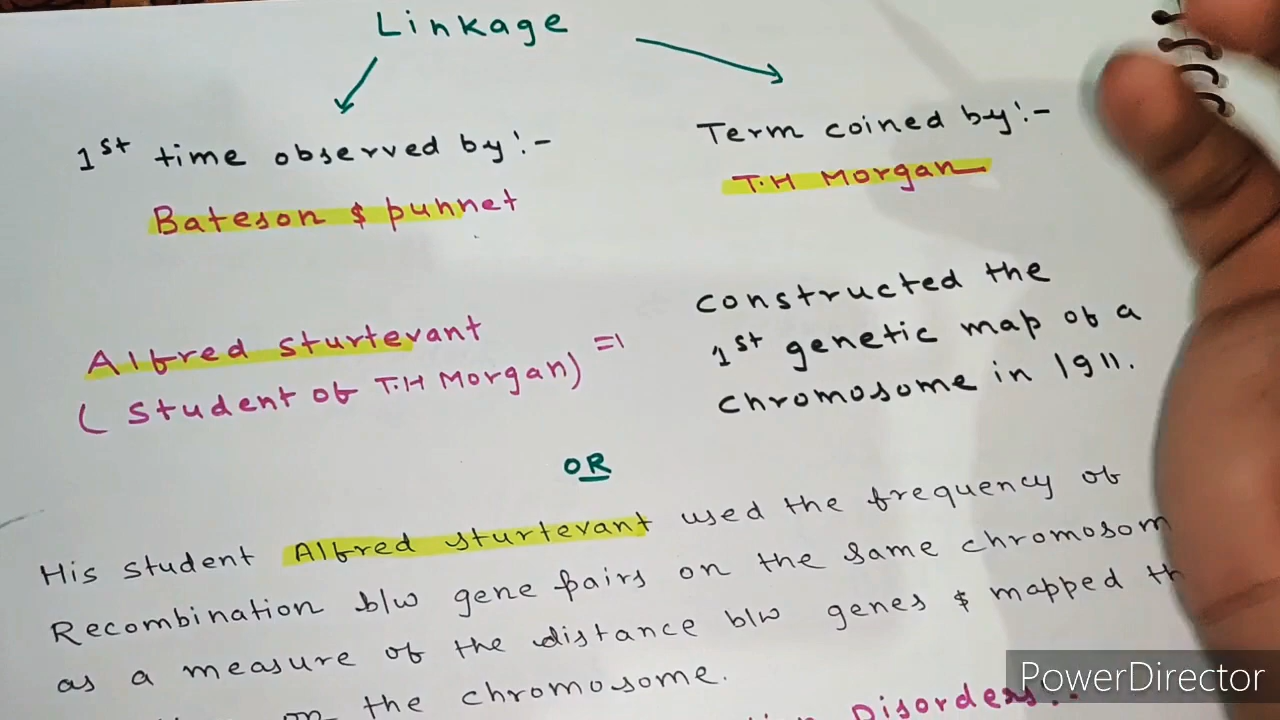 Linkage
1st time observed by:-
Bateson & punnet
Term coined by:-
T.H Morgan
Alfred sturtevant
(Student of T.H Morgan) =>
constructed the
1st genetic map of a
chromosome in 1911.
OR
His student Alfred sturtevant used the frequency of
Recombination b/w gene pairs on the same chromosom
as a measure of the distance b/w genes & mapped th
on the chromosome.
Disorders:
PowerDirector